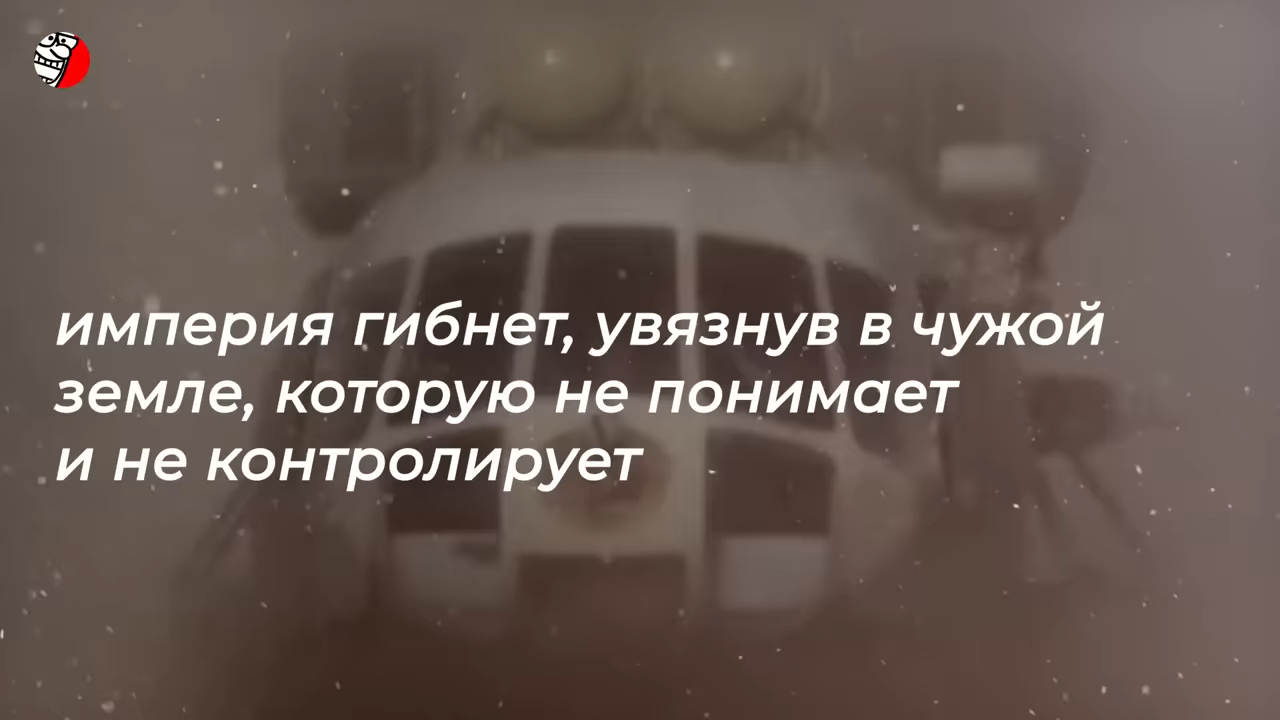 империя гибнет, увязнув в чужой
земле, которую не понимает
и не контролирует